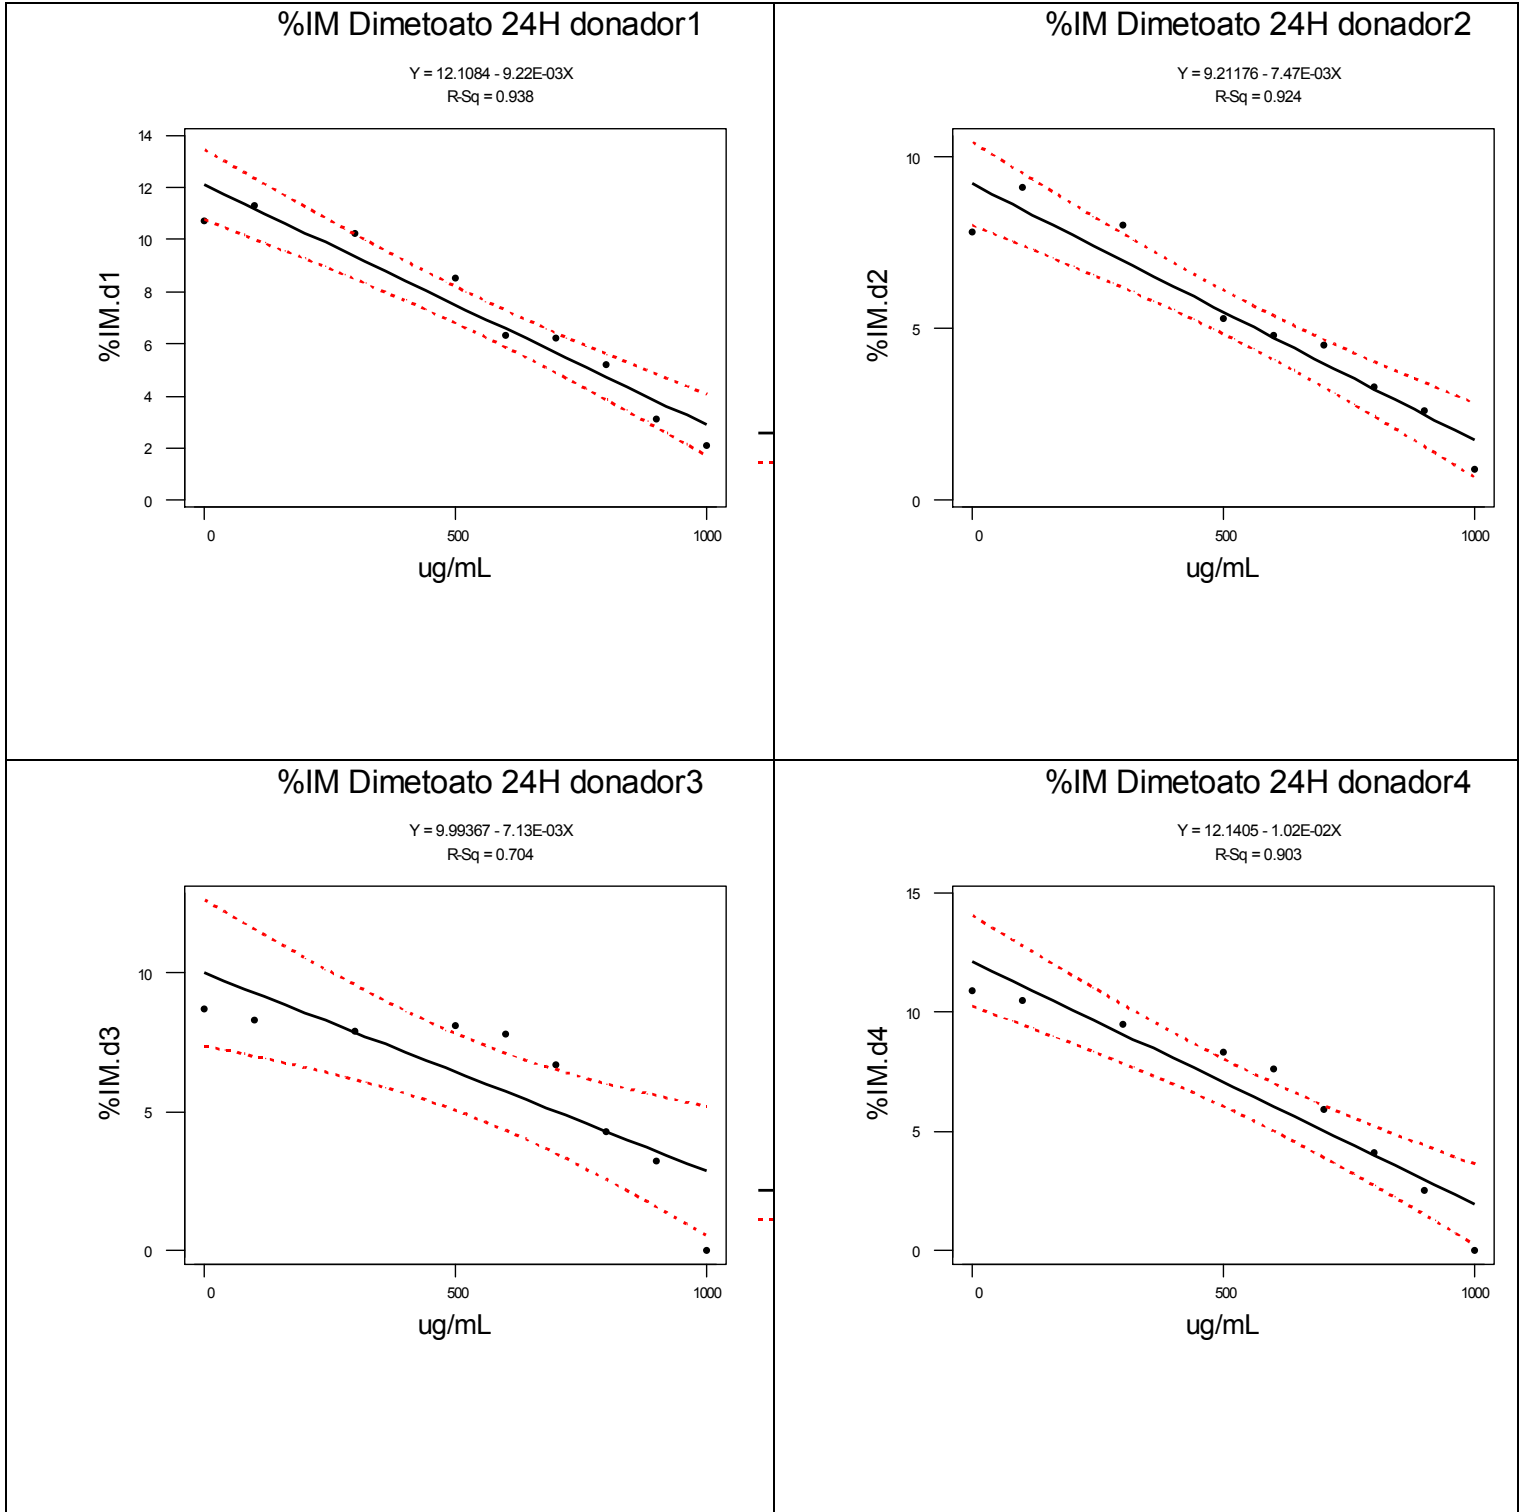 %IM Dimetoato 24H donador1
Y = 12.1084 - 9.22E-03X
R-Sq = 0.938
14
12
10
8
6
4
2
0
%IM.d1
0 500 1000
ug/mL
%IM Dimetoato 24H donador2
Y = 9.21176 - 7.47E-03X
R-Sq = 0.924
10
5
0
%IM.d2
0 500 1000
ug/mL
%IM Dimetoato 24H donador3
Y = 9.99367 - 7.13E-03X
R-Sq = 0.704
10
5
0
%IM.d3
0 500 1000
ug/mL
%IM Dimetoato 24H donador4
Y = 12.1405 - 1.02E-02X
R-Sq = 0.903
15
10
5
0
%IM.d4
0 500 1000
ug/mL